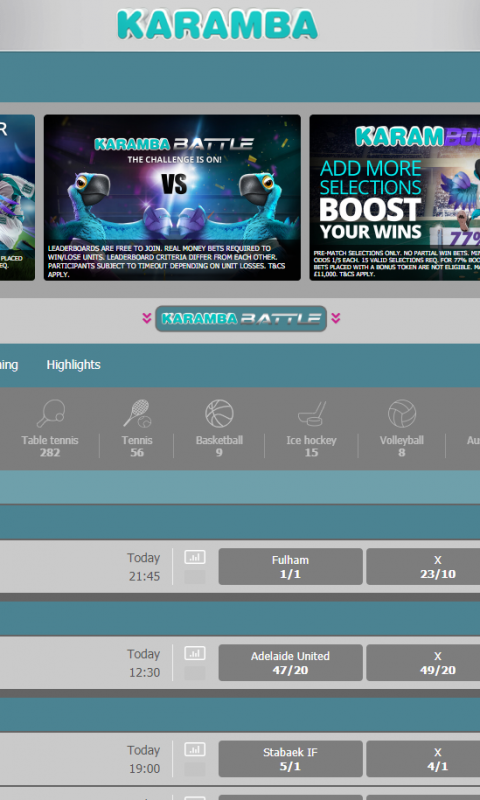 KARAMBA
R
PLACED
EQ.
KARAMBA BATTLE
THE CHALLENGE IS ON!
VS
LEADERBOARDS ARE FREE TO JOIN. REAL MONEY BETS REQUIRED TO
WIN/LOSE UNITS. LEADERBOARD CRITERIA DIFFER FROM EACH OTHER.
PARTICIPANTS SUBJECT TO TIMEOUT DEPENDING ON UNIT LOSSES. T&CS
APPLY.
KARAMBOO
ADD MORE
SELECTIONS
BOOST
YOUR WINS
77%
PRE-MATCH SELECTIONS ONLY. NO PARTIAL WIN BETS. MIN
ODDS 1/5 EACH. 15 VALID SELECTIONS REQ. FOR 77% BOO
BETS PLACED WITH A BONUS TOKEN ARE NOT ELIGIBLE. M
£11,000. T&CS
APPLY.
KARAMBA BATTLE
ning
Highlights
Table tennis
282
Tennis
56
Basketball
9
Ice hockey
15
Volleyball
8
Au
Today
21:45
Fulham
1/1
X
23/10
Today
12:30
Adelaide United
47/20
X
49/20
Today
19:00
Stabaek IF
5/1
X
4/1